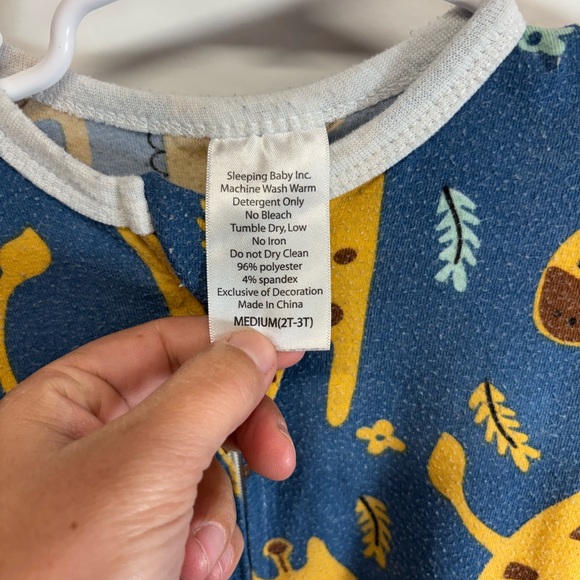 Sleeping Baby Inc.
Machine Wash Warm
Detergent Only
No Bleach
Tumble Dry, Low
No Iron
Do not Dry Clean
96% polyester
4% spandex
Exclusive of Decoration
Made In China
MEDIUM(2T-3T)